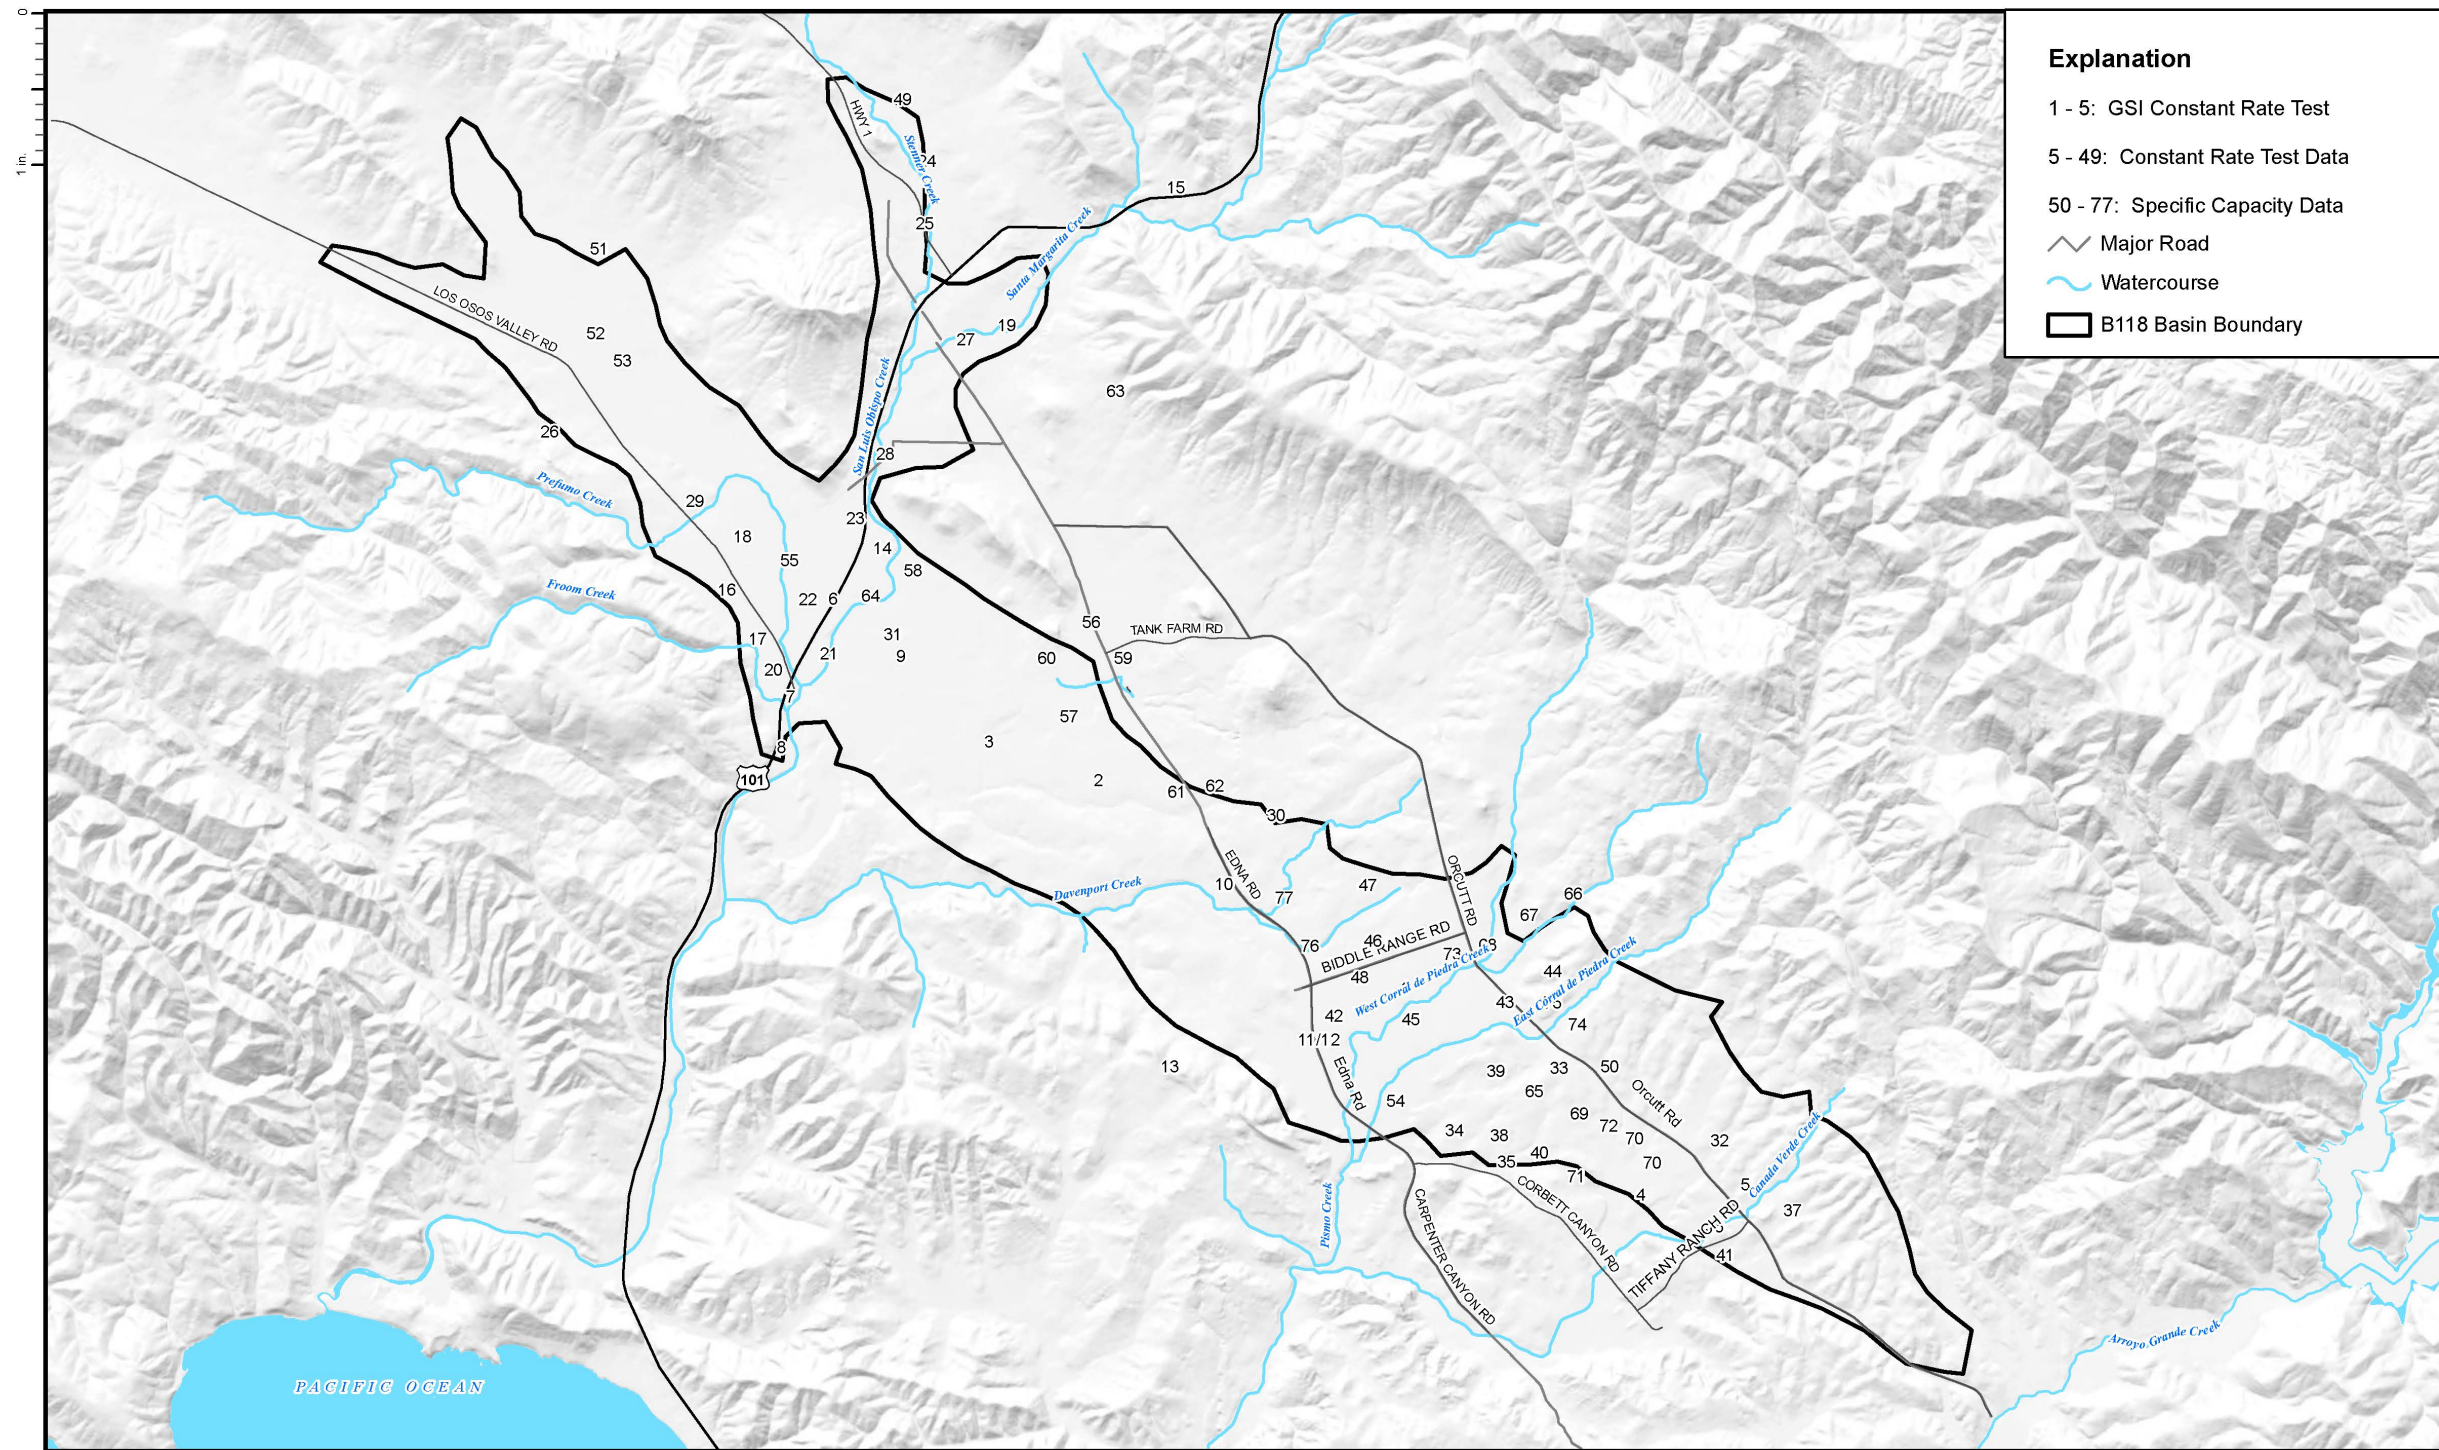 0
1 in.
Explanation
1 - 5: GSI Constant Rate Test
5 - 49: Constant Rate Test Data
50 - 77: Specific Capacity Data
Major Road
Watercourse
B118 Basin Boundary
49
HWY 1
Stenner Creek
24
15
25
Santa Margarita Creek
51
LOS OSOS VALLEY RD
52
53
19
27
San Luis Obispo Creek
63
26
28
Prefumo Creek
29
23
18
14
55
58
Froom Creek
16
22
6
64
56
TANK FARM RD
17
31
21
9
60
59
20
7
57
3
8
101
2
61
62
30
EDNA RD
10
77
47
ORCUTT RD
Davenport Creek
66
67
76
46
BIDDLE RANGE RD
73
68
48
West Corral de Piedra Creek
44
East Corral de Piedra Creek
43
42
45
74
11/12
13
Edna Rd
39
33
50
65
54
Orcutt Rd
69
72
70
34
38
32
40
35
70
71
Canada Verde Creek
4
5
37
Pismo Creek
CARPENTER CANYON RD
CORBETT CANYON RD
TIFFANY RANCH RD
41
Arroyo Grande Creek
PACIFIC OCEAN